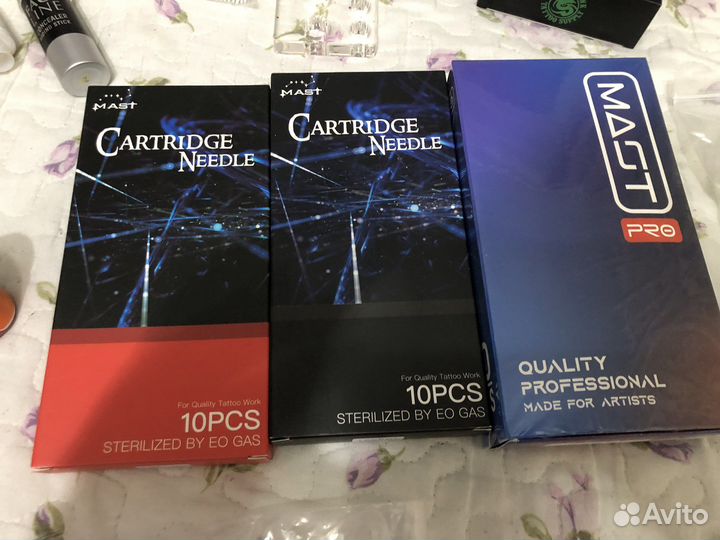 CONCEALER
MAST
CARTRIDGE
NEEDLE
For Quality Tattoo Work
10PCS
STERILIZED BY EO GAS
MAST
CARTRIDGE
NEEDLE
For Quality Tattoo Work
10PCS
STERILIZED BY EO GAS
MAST
PRO
QUALITY
PROFESSIONAL
MADE FOR ARTISTS
Avito